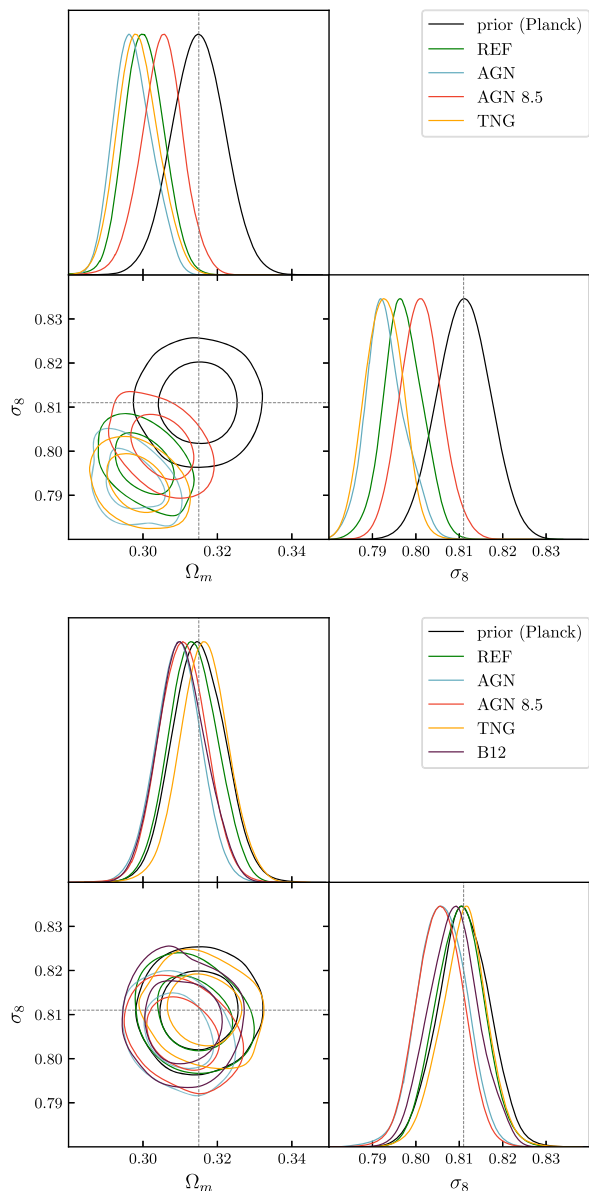 prior (Planck)
REF
AGN
AGN 8.5
TNG
0.83
0.82
0.81
0.80
0.79
σ₈
0.30 0.32 0.34
Ωₘ
0.79 0.80 0.81 0.82 0.83
σ₈
prior (Planck)
REF
AGN
AGN 8.5
TNG
B12
0.83
0.82
0.81
0.80
0.79
σ₈
0.30 0.32 0.34
Ωₘ
0.79 0.80 0.81 0.82 0.83
σ₈